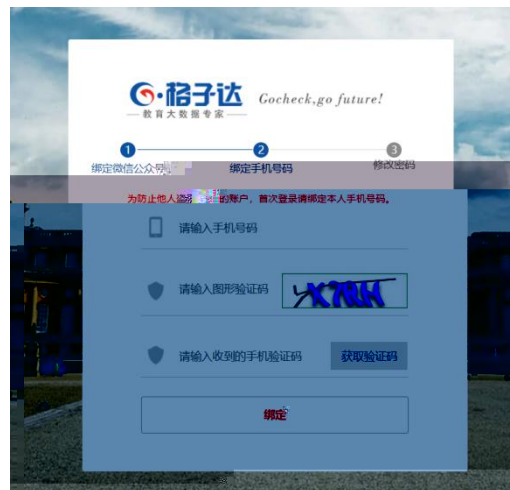 格子达 Gocheck,go future!
教育大数据专家
1 2 3
绑定微信公众 绑定手机号码 修改密码
为防止他人 的账户，首次登录请绑定本人手机号码。
请输入手机号码
请输入图形验证码 X7RH
请输入收到的手机验证码 获取验证码
绑定